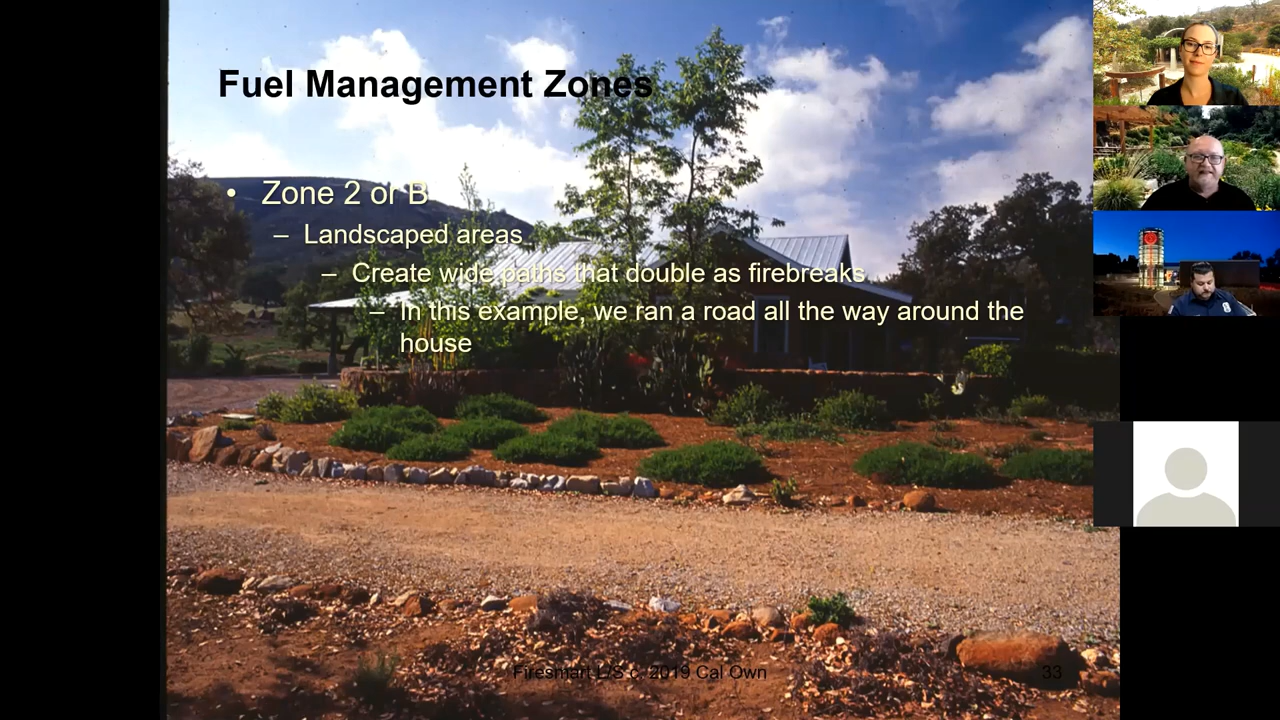 Fuel Management Zones
• Zone 2 or B
– Landscaped areas
– Create wide paths that double as firebreaks
– In this example, we ran a road all the way around the
house
Firesmart L/S c. 2019 Cal Own
33